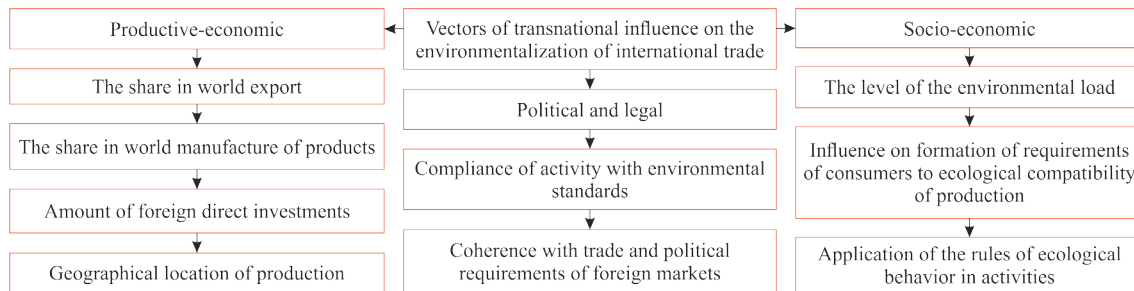 Productive-economic
The share in world export
The share in world manufacture of products
Amount of foreign direct investments
Geographical location of production
Vectors of transnational influence on the
environmentalization of international trade
Political and legal
Compliance of activity with environmental
standards
Coherence with trade and political
requirements of foreign markets
Socio-economic
The level of the environmental load
Influence on formation of requirements
of consumers to ecological compatibility
of production
Application of the rules of ecological
behavior in activities